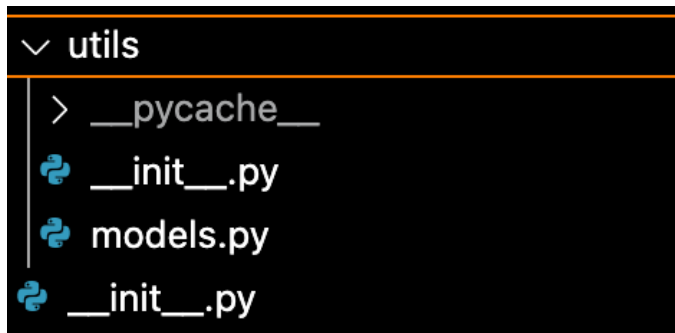 utils
__pycache__
__init__.py
models.py
__init__.py